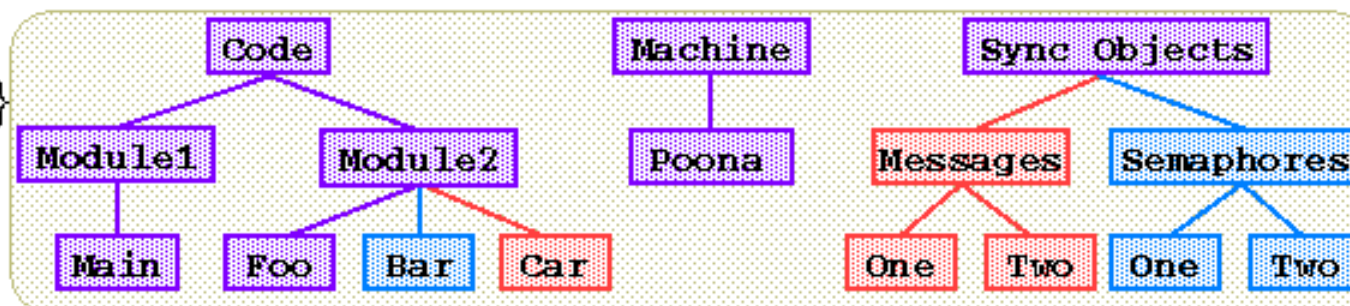 Code Machine Sync Objects
Module1 Module2 Poona Messages Semaphores
Main Foo Bar Car One Two One Two